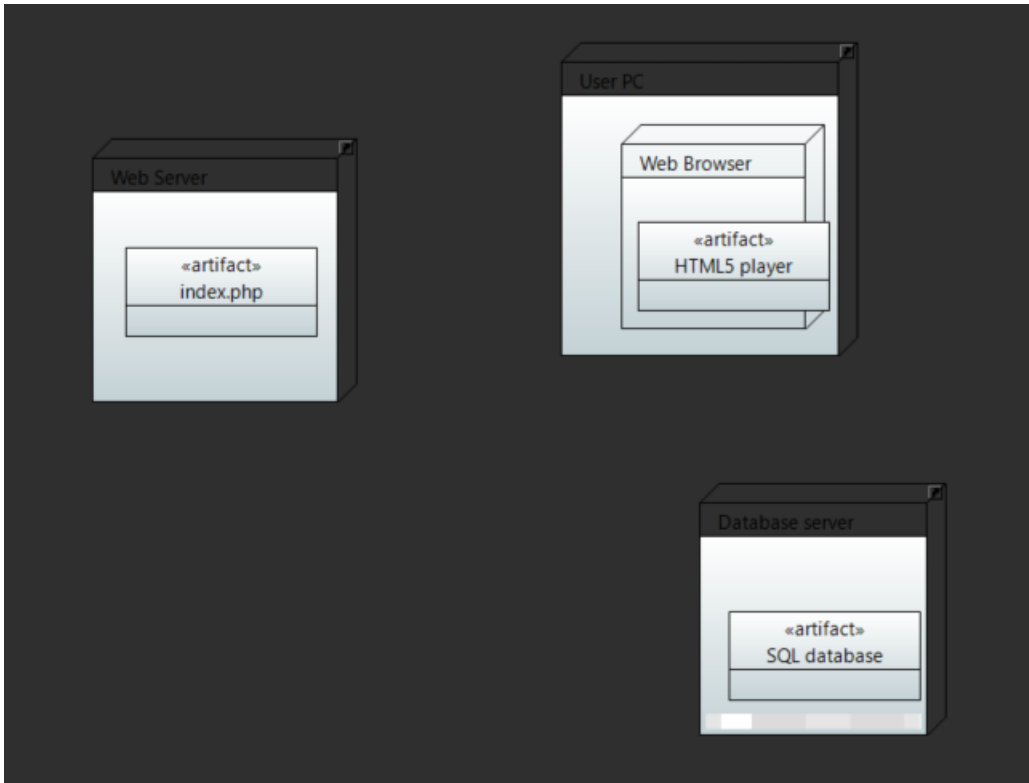 User PC
Web Browser
«artifact»
HTML5 player
Web Server
«artifact»
index.php
Database server
«artifact»
SQL database